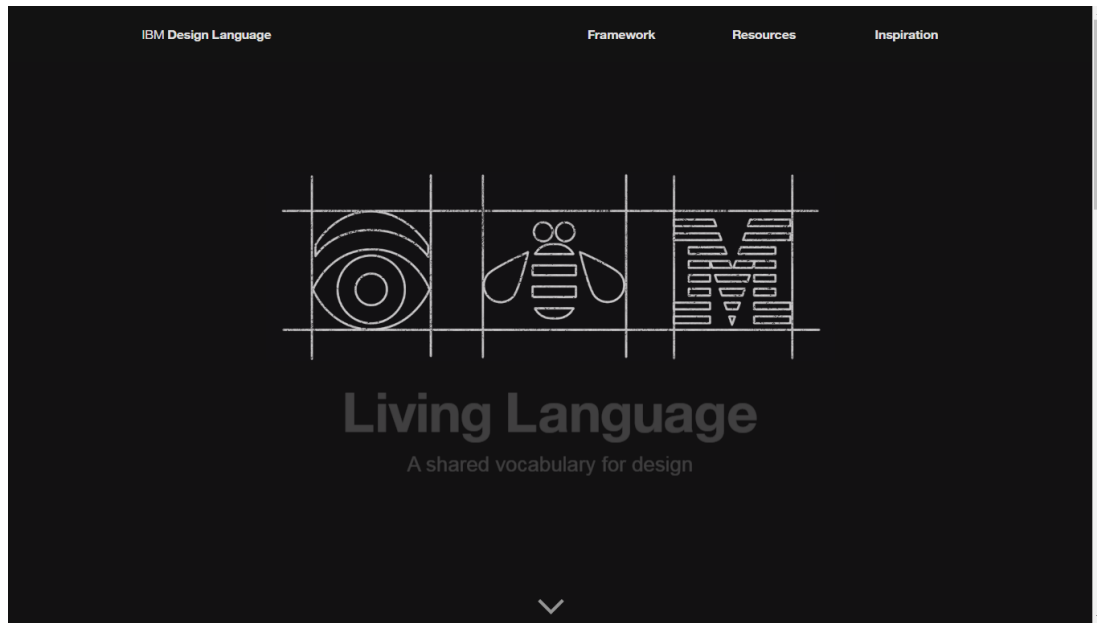 IBM Design Language
Framework
Resources
Inspiration
M
Living Language
A shared vocabulary for design